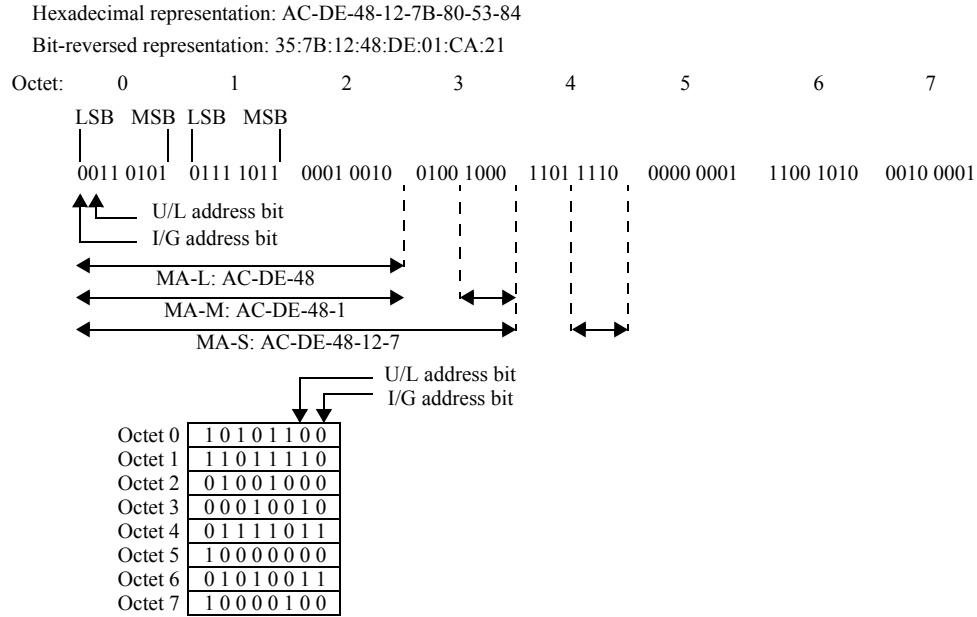 Hexadecimal representation: AC-DE-48-12-7B-80-53-84
Bit-reversed representation: 35:7B:12:48:DE:01:CA:21
Octet: 0 1 2 3 4 5 6 7
LSB MSB LSB MSB
0011 0101 0111 1011 0001 0010 0100 1000 1101 1110 0000 0001 1100 1010 0010 0001
U/L address bit
I/G address bit
MA-L: AC-DE-48
MA-M: AC-DE-48-1
MA-S: AC-DE-48-12-7
U/L address bit
I/G address bit
Octet 0 1 0 1 0 1 1 0 0
Octet 1 1 1 0 1 1 1 1 0
Octet 2 0 1 0 0 1 0 0 0
Octet 3 0 0 0 1 0 0 1 0
Octet 4 0 1 1 1 1 0 1 1
Octet 5 1 0 0 0 0 0 0 0
Octet 6 0 1 0 1 0 0 1 1
Octet 7 1 0 0 0 0 1 0 0